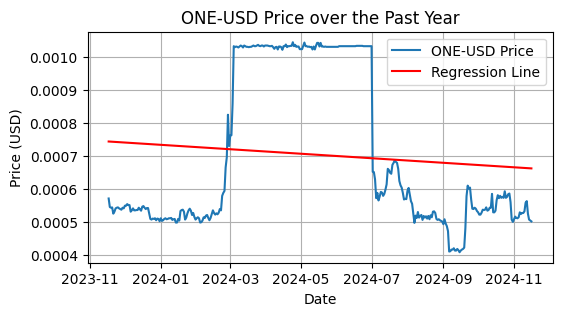 ONE-USD Price over the Past Year
ONE-USD Price
Regression Line
Price (USD)
0.0010
0.0009
0.0008
0.0007
0.0006
0.0005
0.0004
2023-11
2024-01
2024-03
2024-05
2024-07
2024-09
2024-11
Date